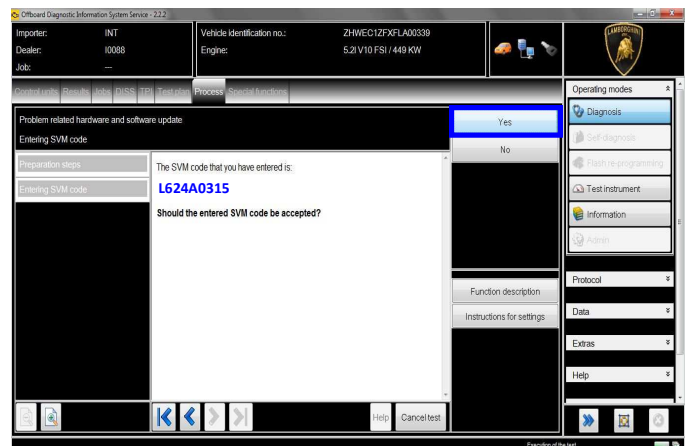 Offboard Diagnostic Information System Service - 2.2.2
Importer: INT
Dealer: I0088
Job: ---
Vehicle identification no.: ZHWEC1ZFXFLA00339
Engine: 5.2l V10 FSI / 449 KW
LAMBORGHINI
Control units Results Jobs DISS TPI Test plan Process Special functions
Problem related hardware and software update
Entering SVM code
Preparation steps
Entering SVM code
The SVM code that you have entered is:
L624A0315
Should the entered SVM code be accepted?
Yes
No
Function description
Instructions for settings
Help Cancel test
Operating modes
Diagnosis
Self-diagnosis
Flash re-programming
Test instrument
Information
Admin
Protocol
Data
Extras
Help
Execution of the test